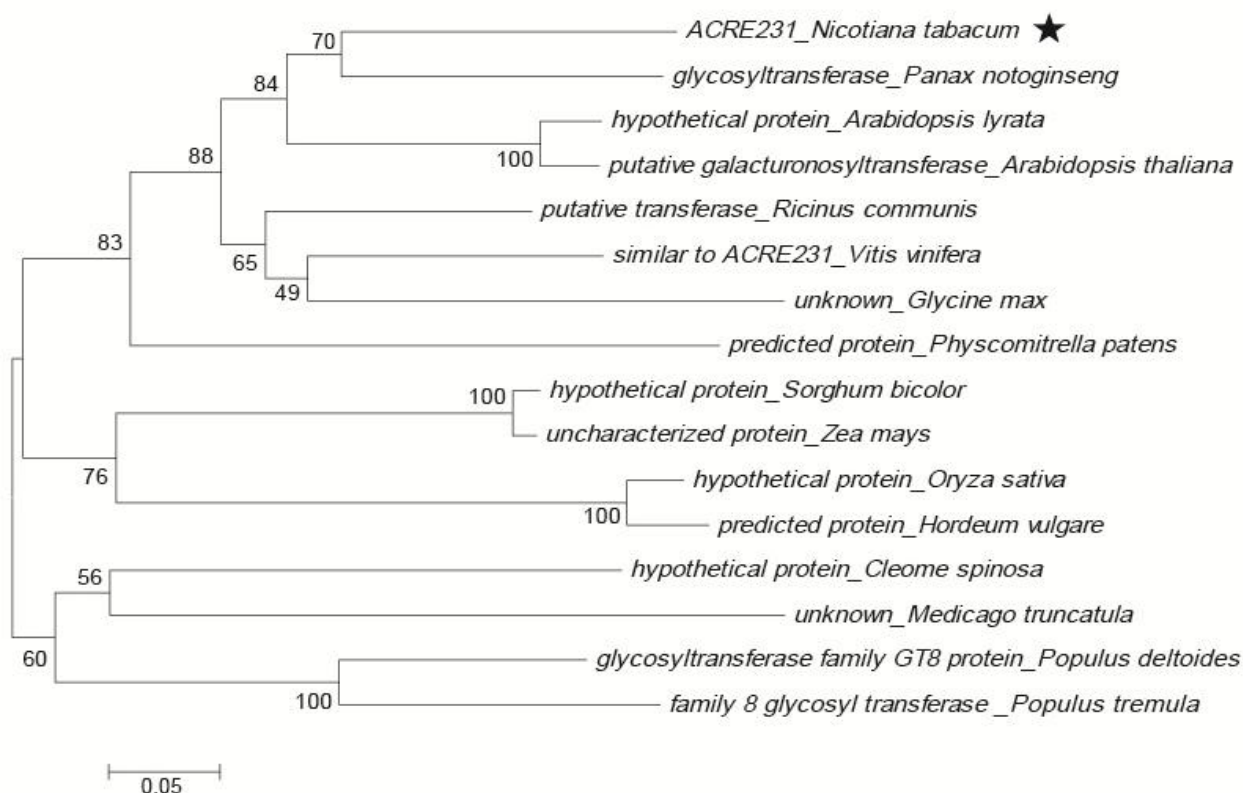 ACRE231_Nicotiana tabacum
70
glycosyltransferase_Panax notoginseng
84
hypothetical protein_Arabidopsis lyrata
88
100
putative galacturonosyltransferase_Arabidopsis thaliana
putative transferase_Ricinus communis
83
65
similar to ACRE231_Vitis vinifera
49
unknown_Glycine max
predicted protein_Physcomitrella patens
100
hypothetical protein_Sorghum bicolor
uncharacterized protein_Zea mays
76
hypothetical protein_Oryza sativa
100
predicted protein_Hordeum vulgare
56
hypothetical protein_Cleome spinosa
unknown_Medicago truncatula
60
glycosyltransferase family GT8 protein_Populus deltoides
100
family 8 glycosyl transferase _Populus tremula
0.05